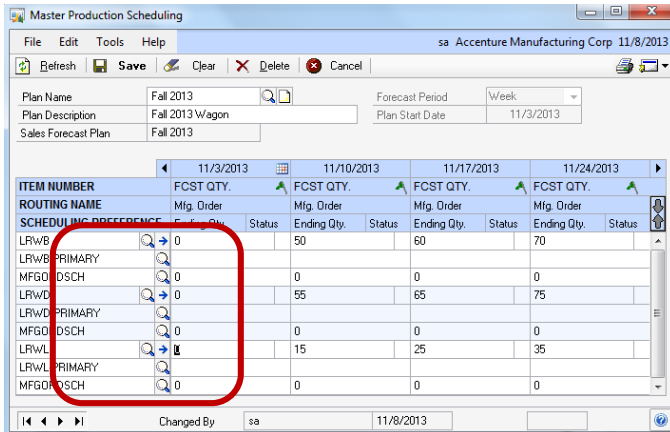 Master Production Scheduling
File Edit Tools Help sa Accenture Manufacturing Corp 11/8/2013
Refresh Save Clear Delete Cancel
Plan Name Fall 2013 Forecast Period Week
Plan Description Fall 2013 Wagon Plan Start Date 11/3/2013
Sales Forecast Plan Fall 2013
11/3/2013 11/10/2013 11/17/2013 11/24/2013
ITEM NUMBER FCST QTY. FCST QTY. FCST QTY. FCST QTY.
ROUTING NAME Mfg. Order Mfg. Order Mfg. Order Mfg. Order
SCHEDULING PREFERENCE Ending Qty. Status Ending Qty. Status Ending Qty. Status Ending Qty. Status
LRWB 0 50 60 70
LRWB PRIMARY
MFGORDSCH 0 0 0 0
LRWD 0 55 65 75
LRWD PRIMARY
MFGORDSCH 0 0 0 0
LRWL 0 15 25 35
LRWL PRIMARY
MFGORDSCH 0 0 0 0
Changed By sa 11/8/2013